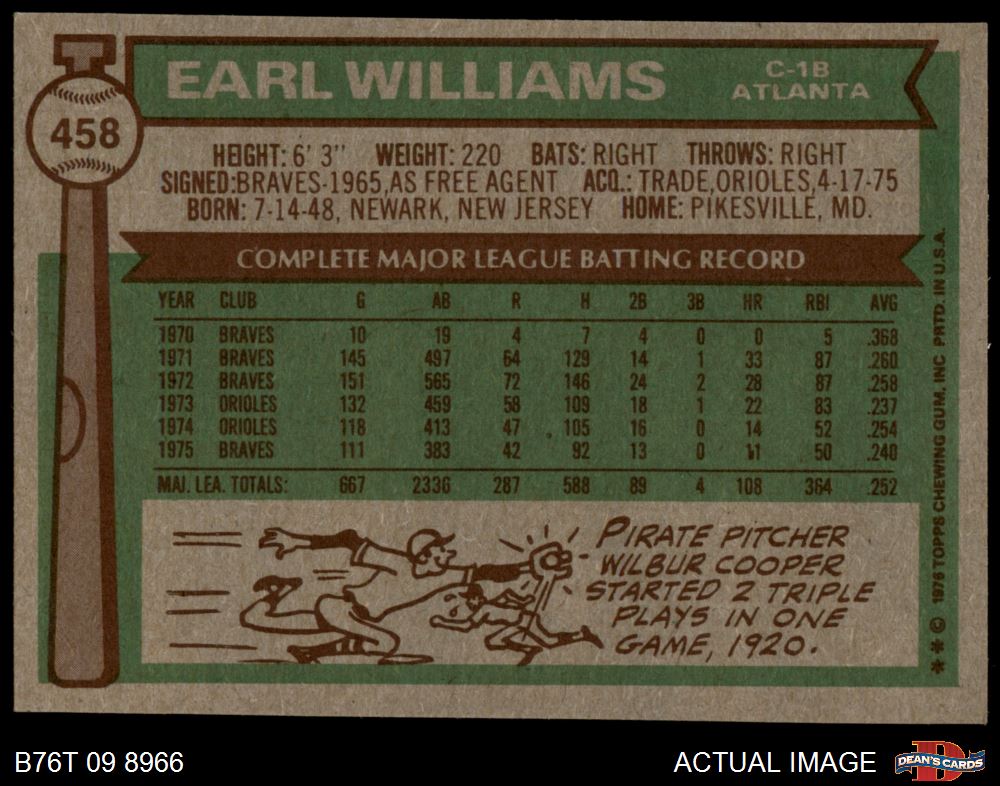 458
EARL WILLIAMS
C-1B
ATLANTA
HEIGHT: 6' 3" WEIGHT: 220 BATS: RIGHT THROWS: RIGHT
SIGNED:BRAVES-1965,AS FREE AGENT ACQ.: TRADE,ORIOLES,4-17-75
BORN: 7-14-48, NEWARK, NEW JERSEY HOME: PIKESVILLE, MD.
COMPLETE MAJOR LEAGUE BATTING RECORD
YEAR CLUB G AB R H 2B 3B HR RBI AVG
1970 BRAVES 10 19 4 7 4 0 0 5 .368
1971 BRAVES 145 497 64 129 14 1 33 87 .260
1972 BRAVES 151 565 72 146 24 2 28 87 .258
1973 ORIOLES 132 459 58 109 18 1 22 83 .237
1974 ORIOLES 118 413 47 105 16 0 14 52 .254
1975 BRAVES 111 383 42 92 13 0 11 50 .240
MAJ. LEA. TOTALS: 667 2336 287 588 89 4 108 364 .252
PIRATE PITCHER
WILBUR COOPER
STARTED 2 TRIPLE
PLAYS IN ONE
GAME, 1920.
** © 1976 TOPPS CHEWING GUM, INC PRTD. IN U.S.A.
B76T 09 8966
ACTUAL IMAGE
D
DEAN'S CARDS